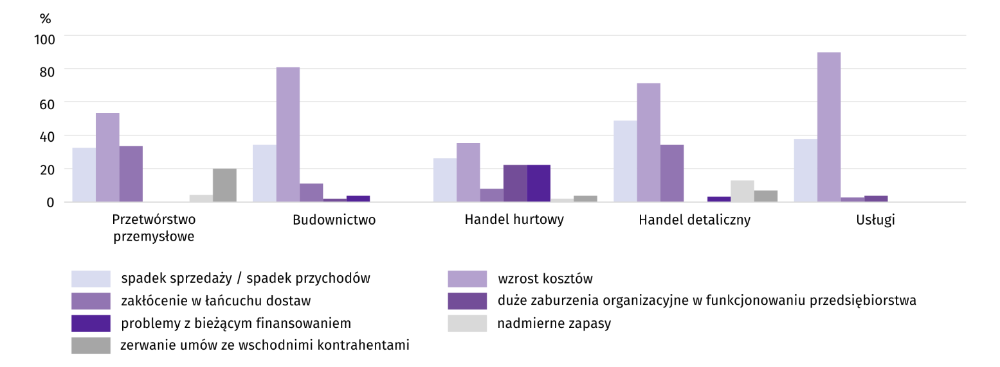 %
100
80
60
40
20
0
Przetwórstwo
przemysłowe
Budownictwo
Handel hurtowy
Handel detaliczny
Usługi
spadek sprzedaży / spadek przychodów
wzrost kosztów
zakłócenie w łańcuchu dostaw
duże zaburzenia organizacyjne w funkcjonowaniu przedsiębiorstwa
problemy z bieżącym finansowaniem
nadmierne zapasy
zerwanie umów ze wschodnimi kontrahentami